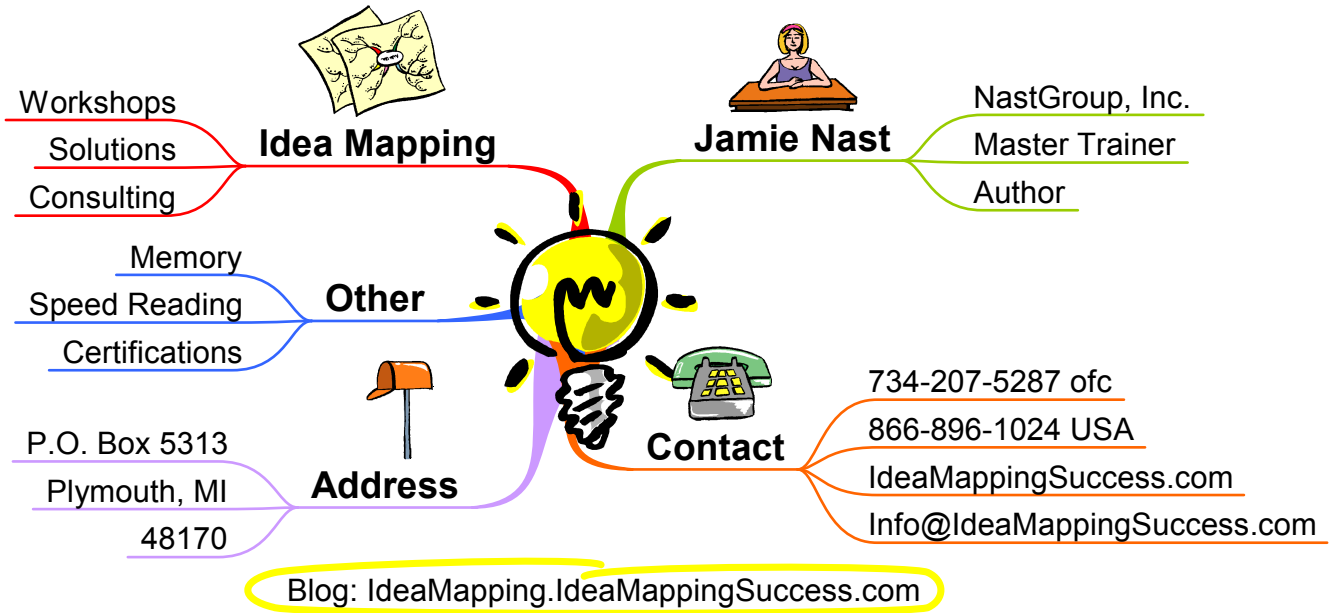 Idea Mapping
Workshops
Solutions
Consulting
Jamie Nast
NastGroup, Inc.
Master Trainer
Author
Other
Memory
Speed Reading
Certifications
Contact
734-207-5287 ofc
866-896-1024 USA
IdeaMappingSuccess.com
Info@IdeaMappingSuccess.com
Address
P.O. Box 5313
Plymouth, MI
48170
Blog: IdeaMapping.IdeaMappingSuccess.com